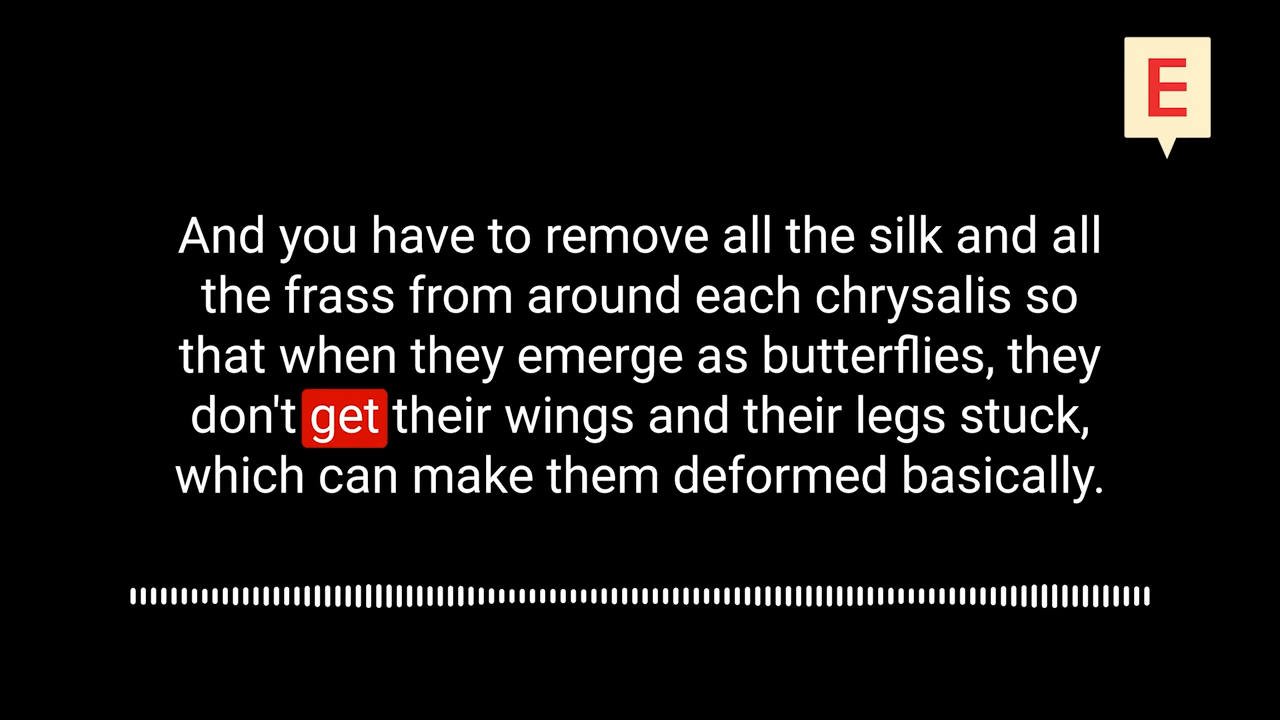 E
And you have to remove all the silk and all
the frass from around each chrysalis so
that when they emerge as butterflies, they
don't get their wings and their legs stuck,
which can make them deformed basically.